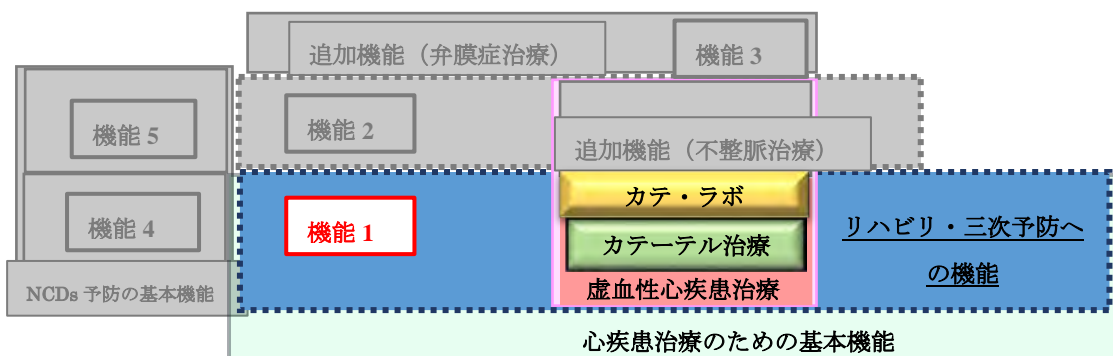 追加機能（弁膜症治療）
機能 3
機能 5
機能 2
追加機能（不整脈治療）
カテ・ラボ
機能 4
機能 1
カテーテル治療
リハビリ・三次予防へ
の機能
NCDs 予防の基本機能
虚血性心疾患治療
心疾患治療のための基本機能